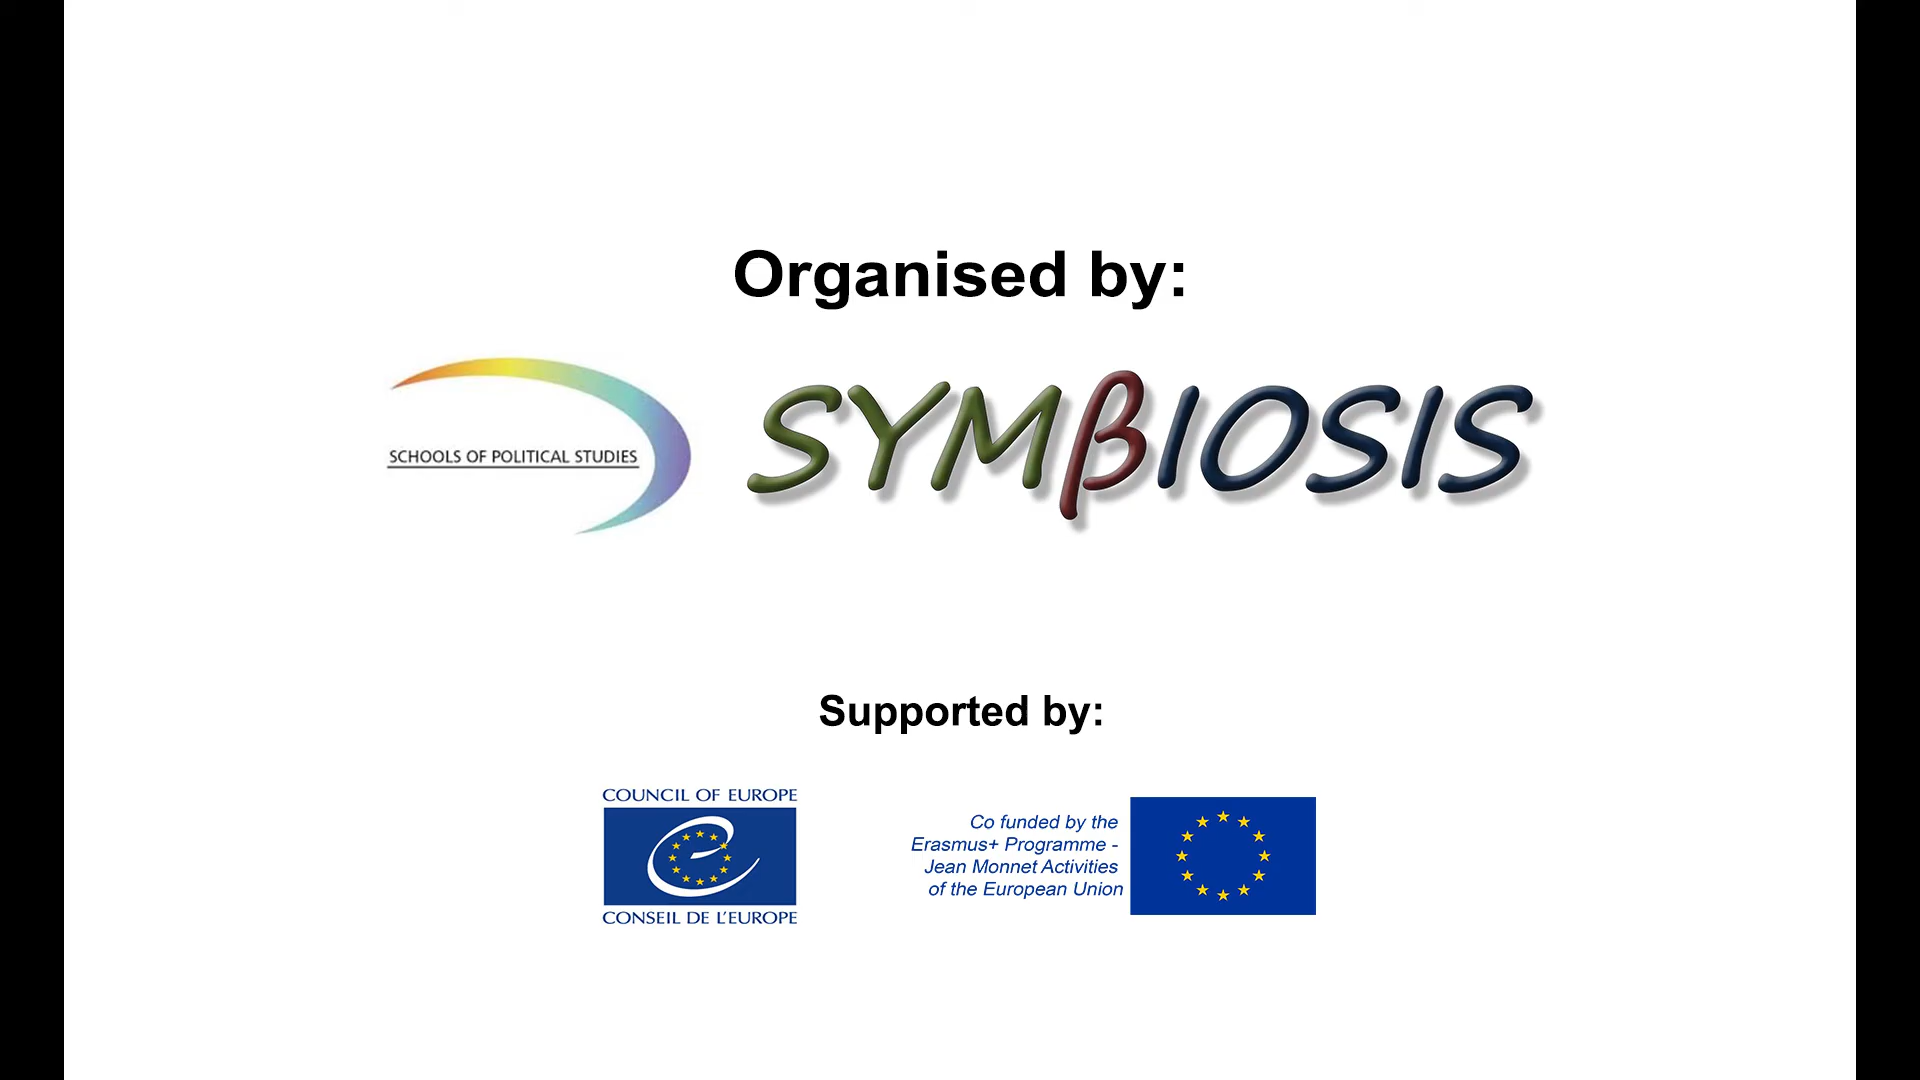 Organised by:
SCHOOLS OF POLITICAL STUDIES
SYMβIOSIS
Supported by:
COUNCIL OF EUROPE
CONSEIL DE L'EUROPE
Co funded by the
Erasmus+ Programme -
Jean Monnet Activities
of the European Union